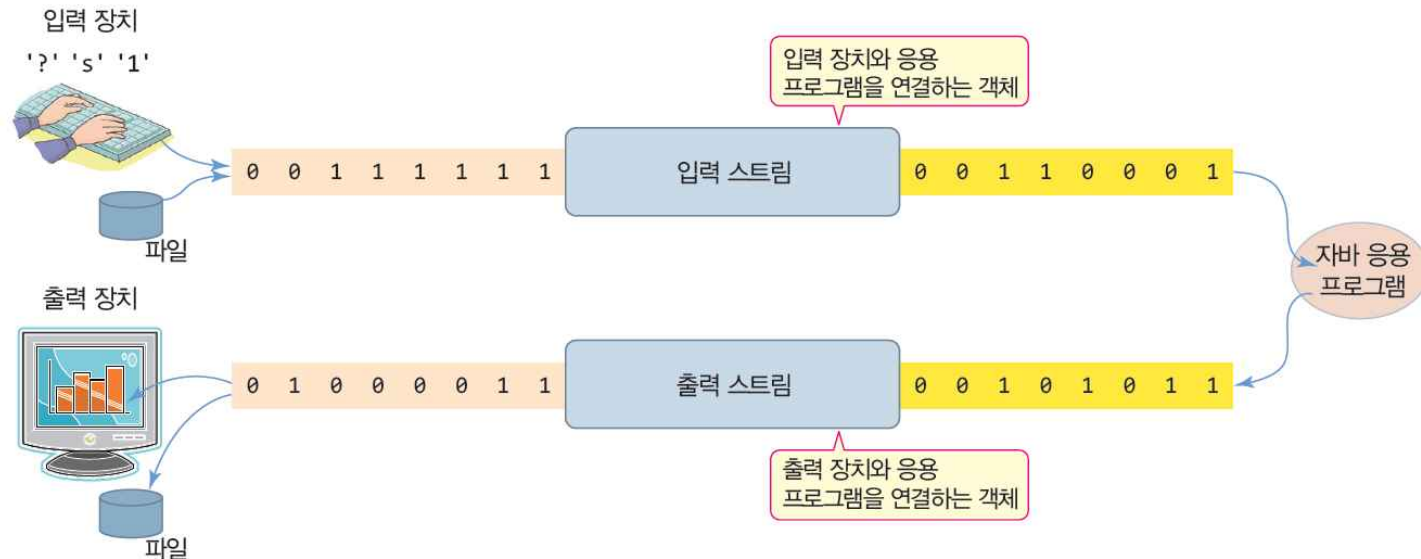 입력 장치
'?' 's' '1'
파일
0 0 1 1 1 1 1 1
입력 스트림
입력 장치와 응용
프로그램을 연결하는 객체
0 0 1 1 0 0 0 1
자바 응용
프로그램
출력 장치
파일
0 1 0 0 0 0 1 1
출력 스트림
출력 장치와 응용
프로그램을 연결하는 객체
0 0 1 0 1 0 1 1